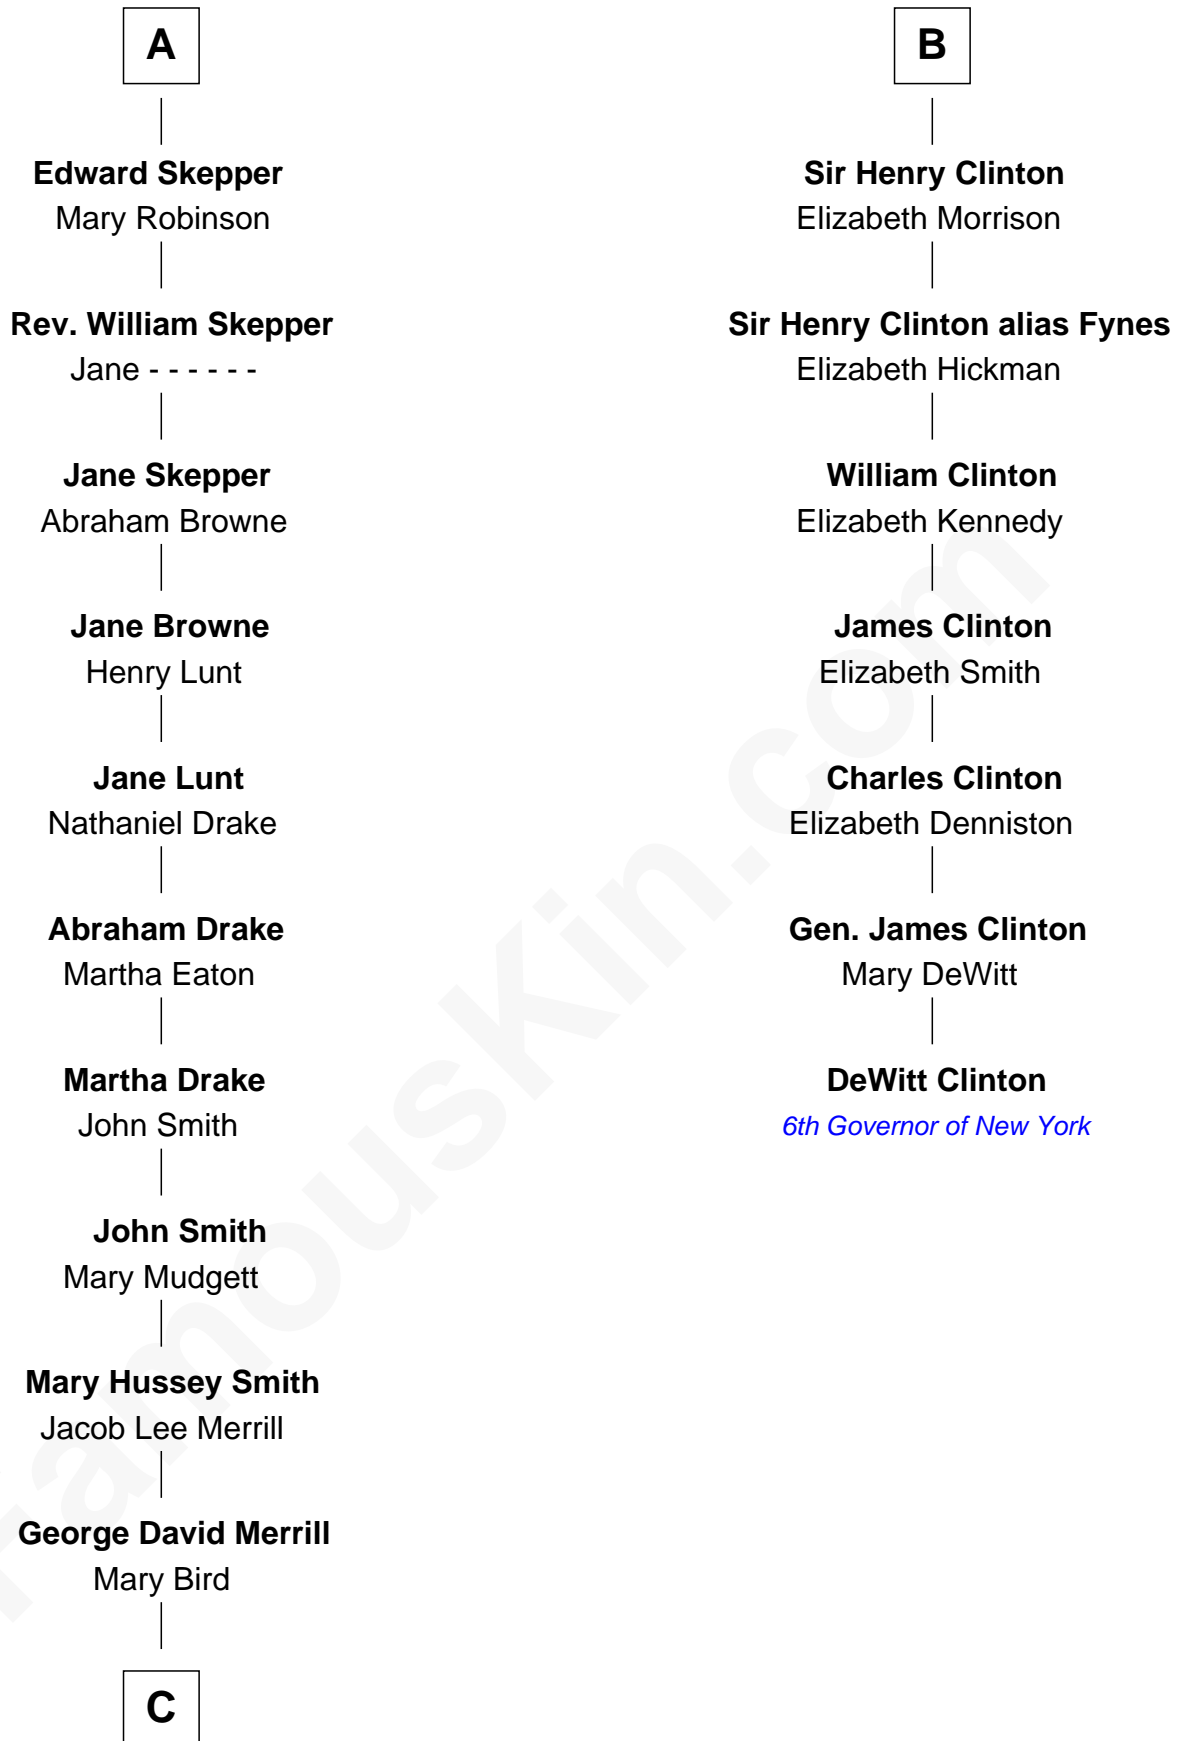 A
Edward Skepper
Mary Robinson
Rev. William Skepper
Jane - - - - - -
Jane Skepper
Abraham Browne
Jane Browne
Henry Lunt
Jane Lunt
Nathaniel Drake
Abraham Drake
Martha Eaton
Martha Drake
John Smith
John Smith
Mary Mudgett
Mary Hussey Smith
Jacob Lee Merrill
George David Merrill
Mary Bird
C
B
Sir Henry Clinton
Elizabeth Morrison
Sir Henry Clinton alias Fynes
Elizabeth Hickman
William Clinton
Elizabeth Kennedy
James Clinton
Elizabeth Smith
Charles Clinton
Elizabeth Denniston
Gen. James Clinton
Mary DeWitt
DeWitt Clinton
6th Governor of New York
FamousKin.com